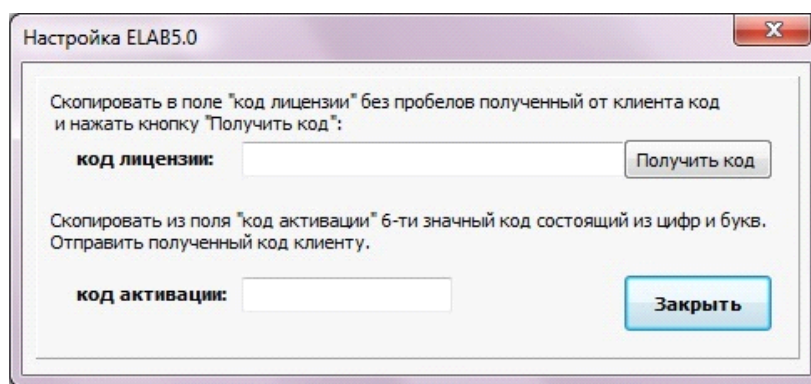 Настройка ELAB5.0
Скопировать в поле "код лицензии" без пробелов полученный от клиента код
и нажать кнопку "Получить код":
код лицензии: Получить код
Скопировать из поля "код активации" 6-ти значный код состоящий из цифр и букв.
Отправить полученный код клиенту.
код активации: Закрыть